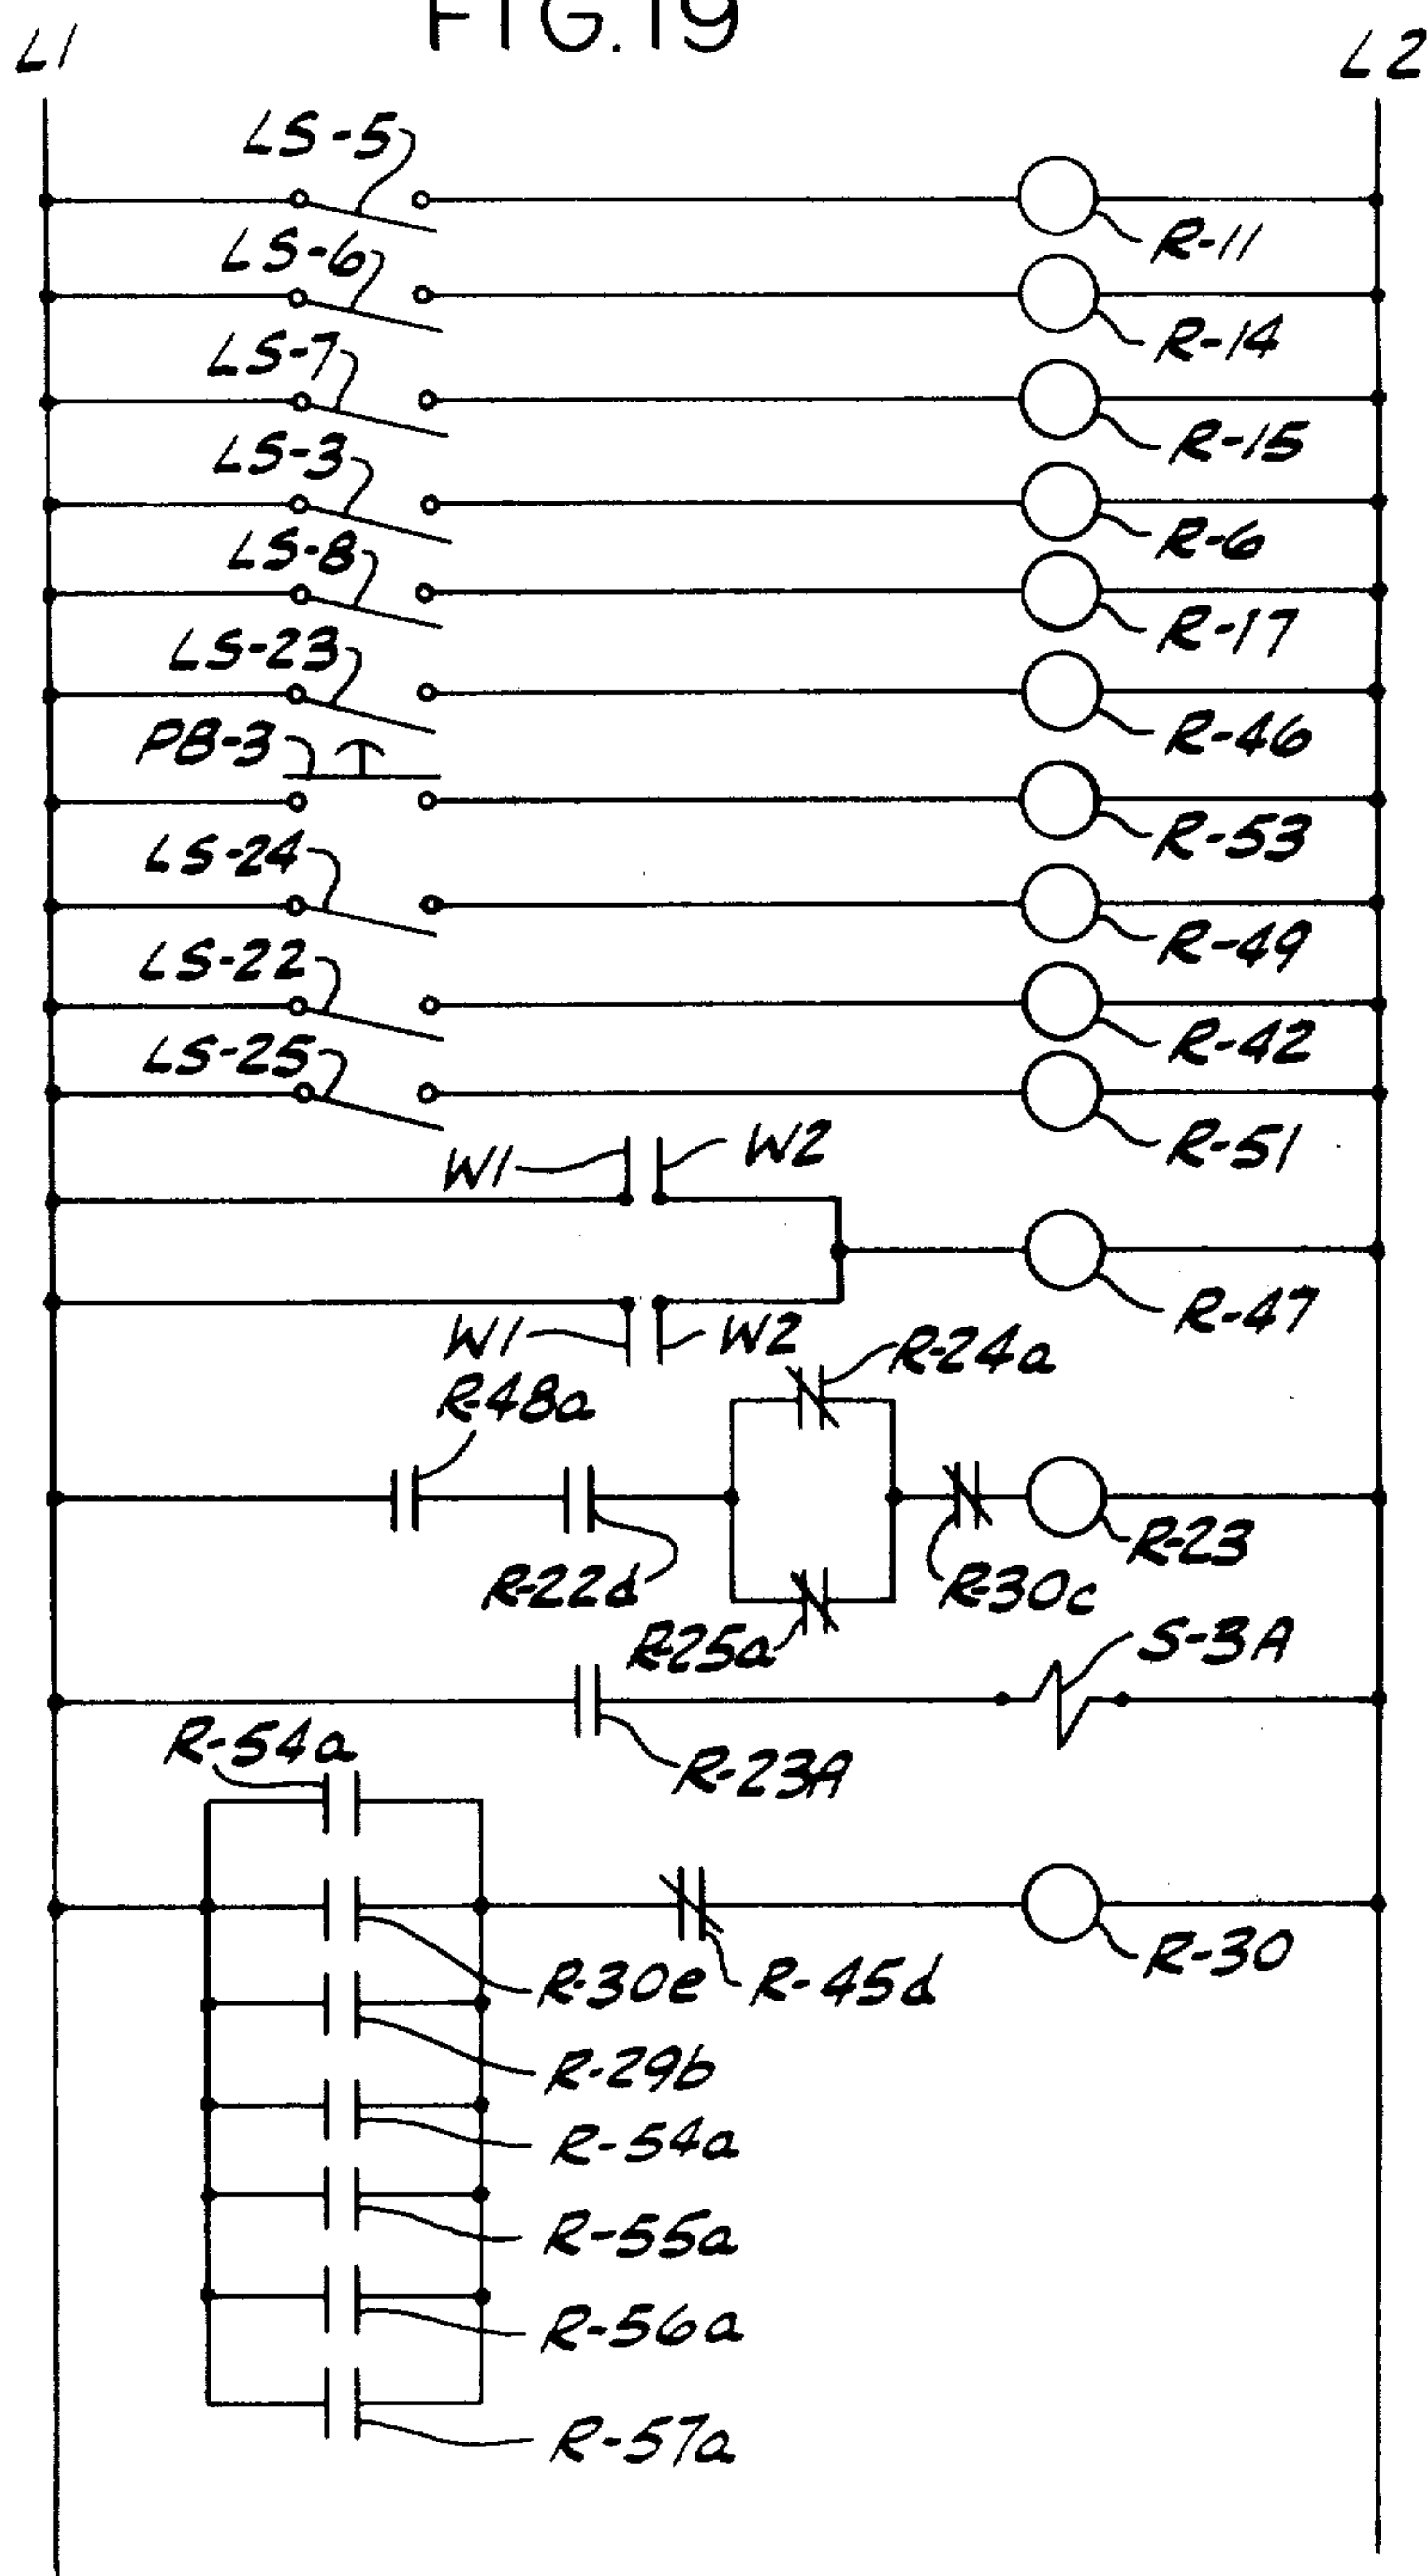 FIG. 19
L1
L2
LS-5
R-11
LS-6
R-14
LS-7
R-15
LS-3
R-6
LS-8
R-17
LS-23
R-46
PB-3
R-53
LS-24
R-49
LS-22
R-42
LS-25
R-51
W1
W2
R-47
W1
W2
R-24a
R-48a
R-22d
R-23
R-30c
R-25a
S-3A
R-54a
R-23A
R-30e
R-45d
R-30
R-29b
R-54a
R-55a
R-56a
R-57a